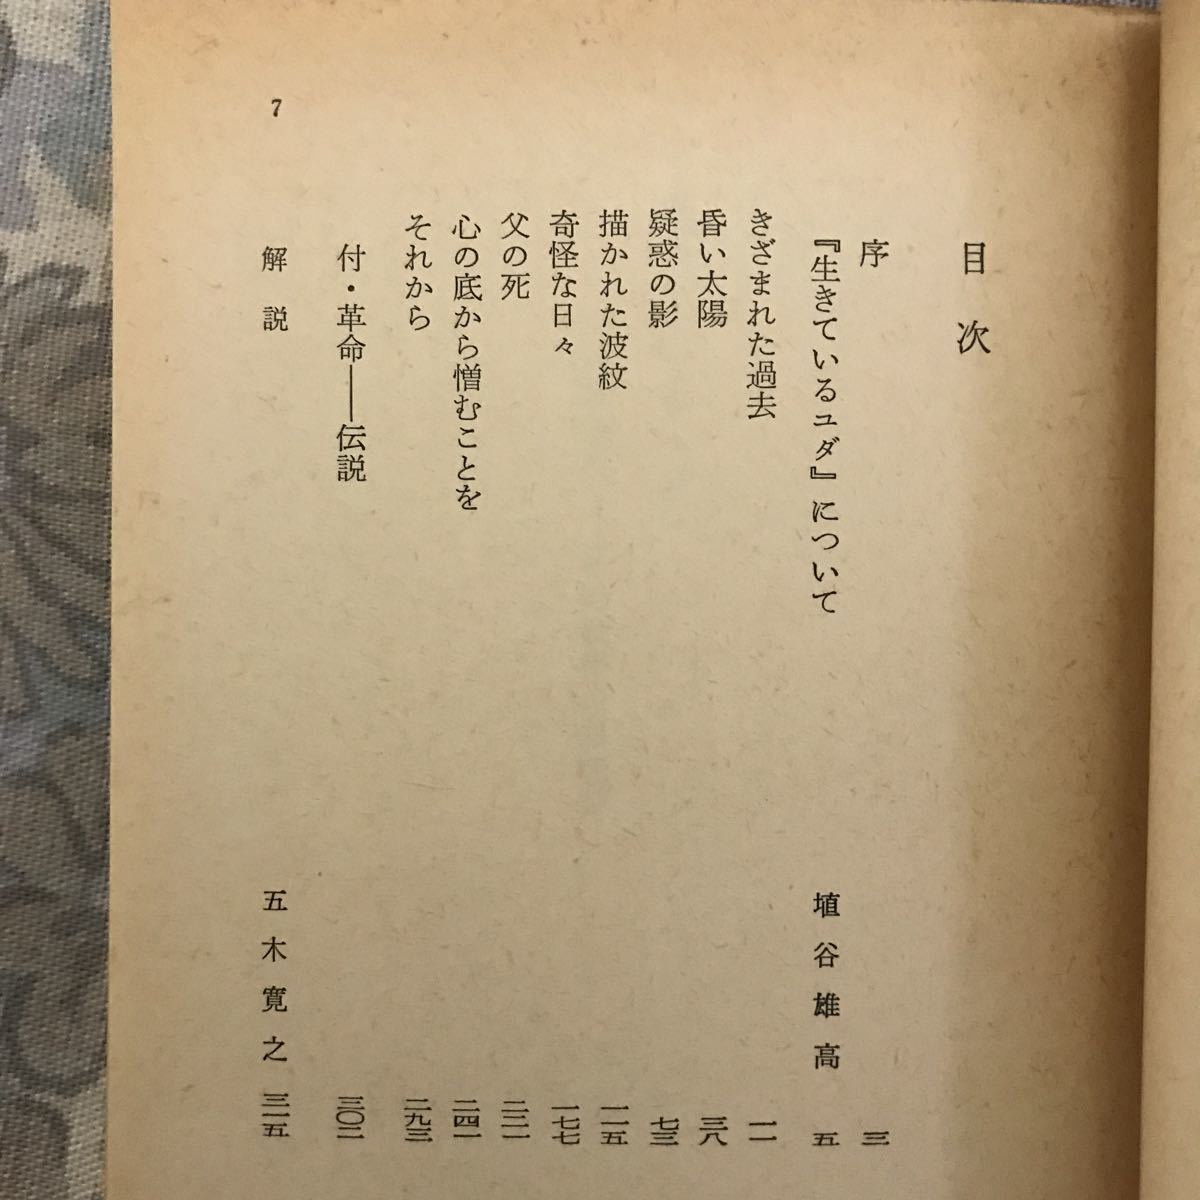 目次
序 三
『生きているユダ』について 埴谷雄高 五
きざまれた過去 一一
昏い太陽 三八
疑惑の影 七三
描かれた波紋 一一五
奇怪な日々 一七七
父の死 二二一
心の底から憎むことを 二四一
それから 二九三
付・革命――伝説 三〇二
解説 五木寛之 三一五
7